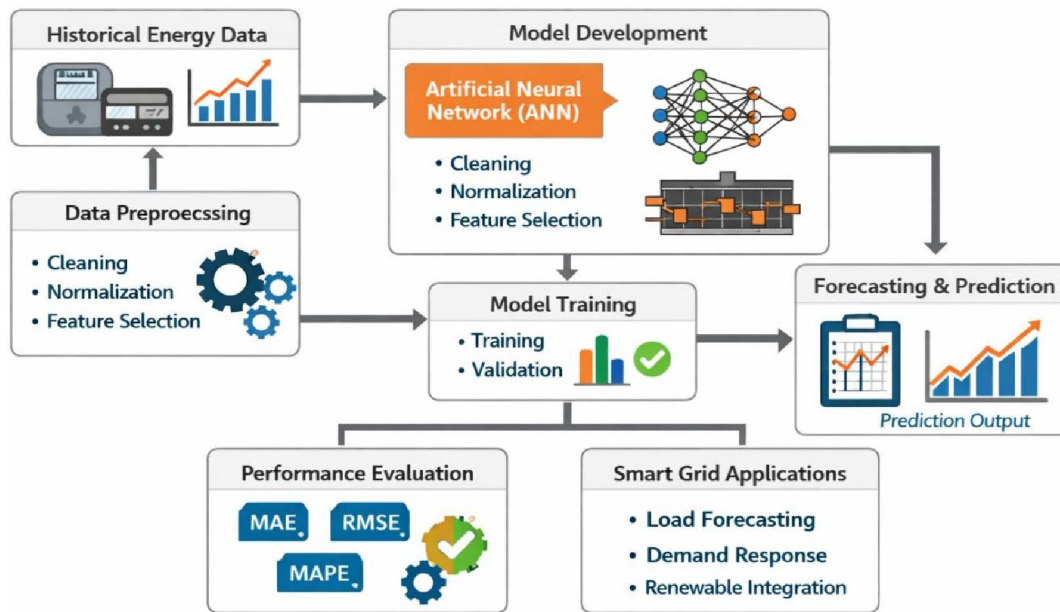 Historical Energy Data
Model Development
Artificial Neural
Network (ANN)
• Cleaning
• Normalization
• Feature Selection
Data Preproecssing
• Cleaning
• Normalization
• Feature Selection
Model Training
• Training
• Validation
Forecasting & Prediction
Prediction Output
Performance Evaluation
MAE
RMSE
MAPE
Smart Grid Applications
• Load Forecasting
• Demand Response
• Renewable Integration